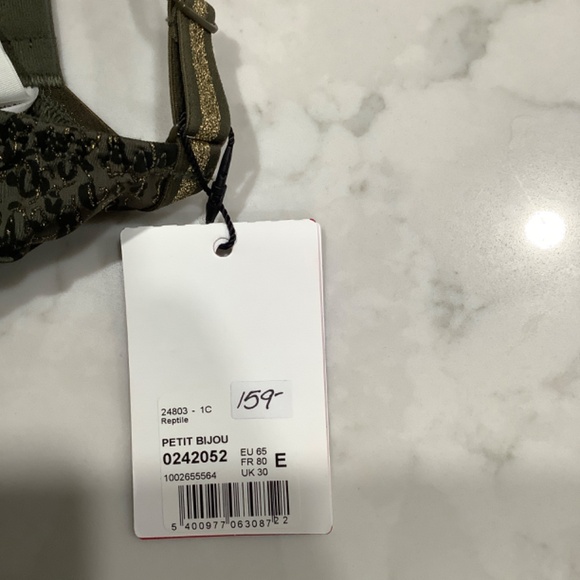 24803 - 1C
Reptile
159-
PETIT BIJOU
0242052
EU 65
FR 80
UK 30
E
1002655564
5 400977 063087 22